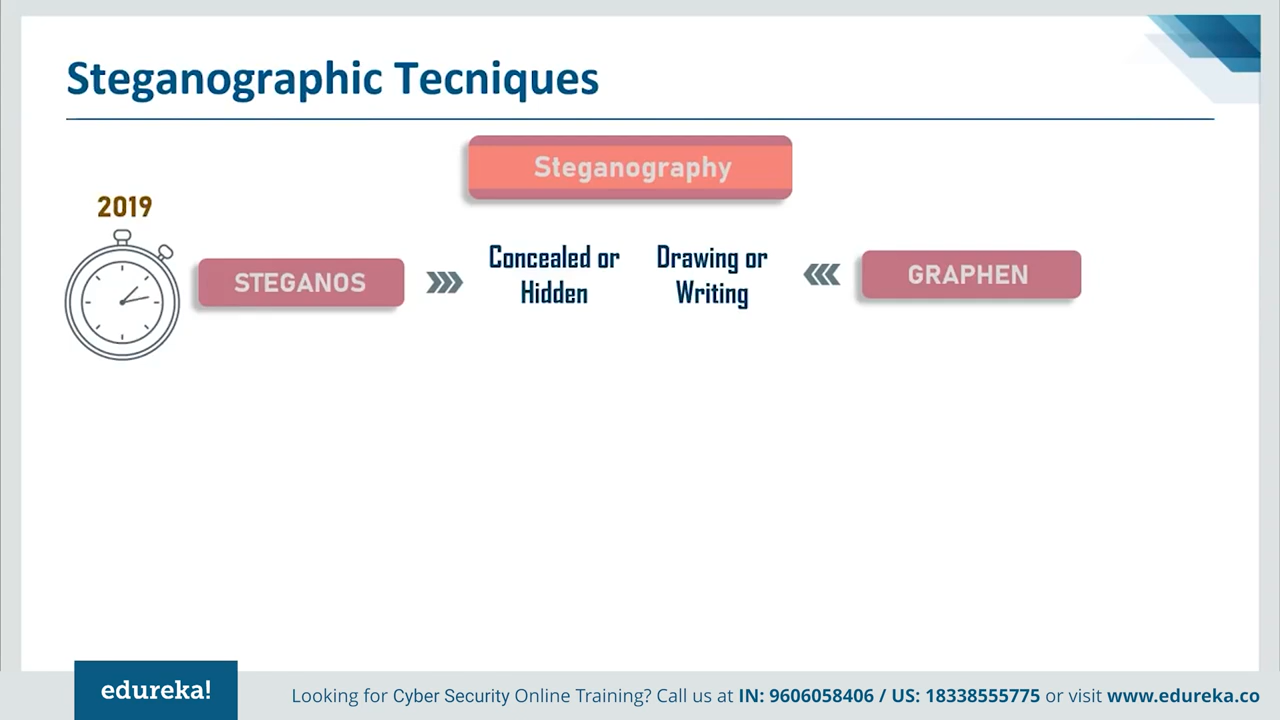 Steganographic Tecniques
Steganography
2019
STEGANOS
Concealed or
Hidden
Drawing or
Writing
GRAPHEN
edureka!
Looking for Cyber Security Online Training? Call us at IN: 9606058406 / US: 18338555775 or visit www.edureka.co